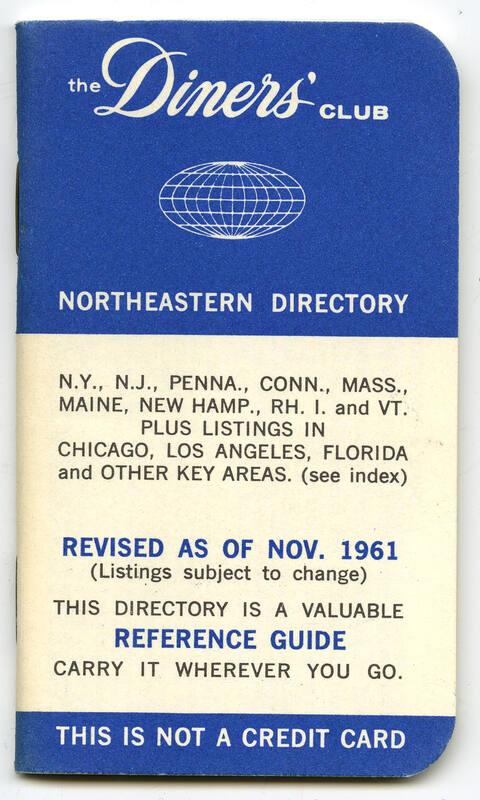 the Diners' CLUB
NORTHEASTERN DIRECTORY
N.Y., N.J., PENNA., CONN., MASS.,
MAINE, NEW HAMP., RH. I. and VT.
PLUS LISTINGS IN
CHICAGO, LOS ANGELES, FLORIDA
and OTHER KEY AREAS. (see index)
REVISED AS OF NOV. 1961
(Listings subject to change)
THIS DIRECTORY IS A VALUABLE
REFERENCE GUIDE
CARRY IT WHEREVER YOU GO.
THIS IS NOT A CREDIT CARD